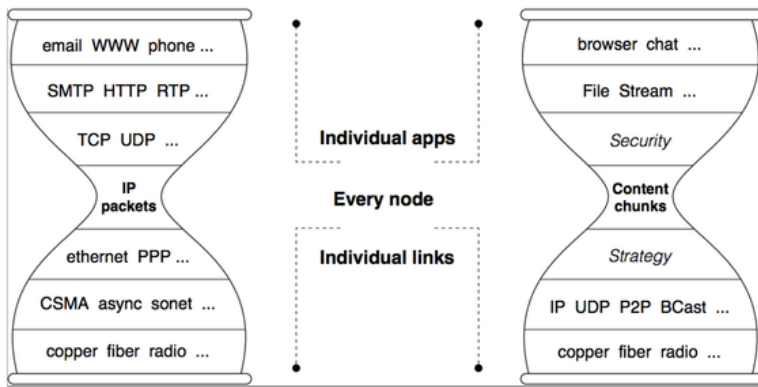 email WWW phone ...
SMTP HTTP RTP ...
TCP UDP ...
IP
packets
ethernet PPP ...
CSMA async sonet ...
copper fiber radio ...
Individual apps
Every node
Individual links
browser chat ...
File Stream ...
Security
Content
chunks
Strategy
IP UDP P2P BCast ...
copper fiber radio ...